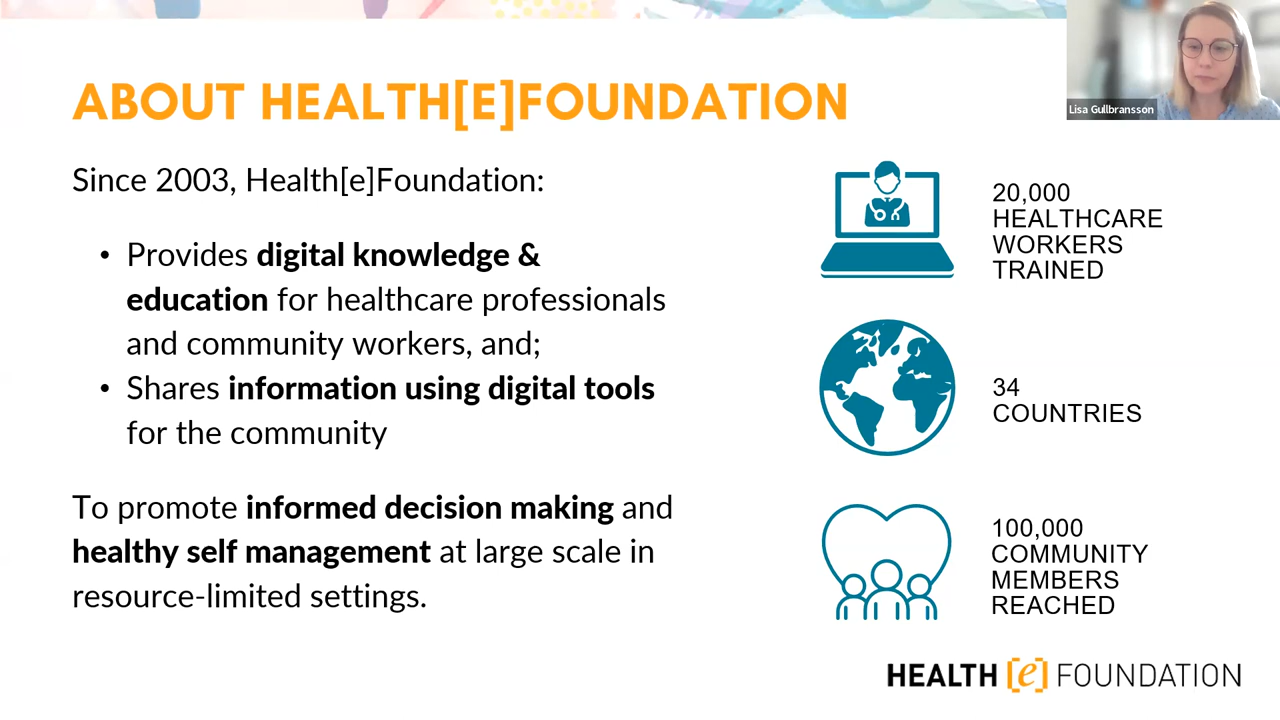 ABOUT HEALTH[E]FOUNDATION
Lisa Gullbransson
Since 2003, Health[e]Foundation:
• Provides digital knowledge &
education for healthcare professionals
and community workers, and;
• Shares information using digital tools
for the community
To promote informed decision making and
healthy self management at large scale in
resource-limited settings.
20,000
HEALTHCARE
WORKERS
TRAINED
34
COUNTRIES
100,000
COMMUNITY
MEMBERS
REACHED
HEALTH [e] FOUNDATION